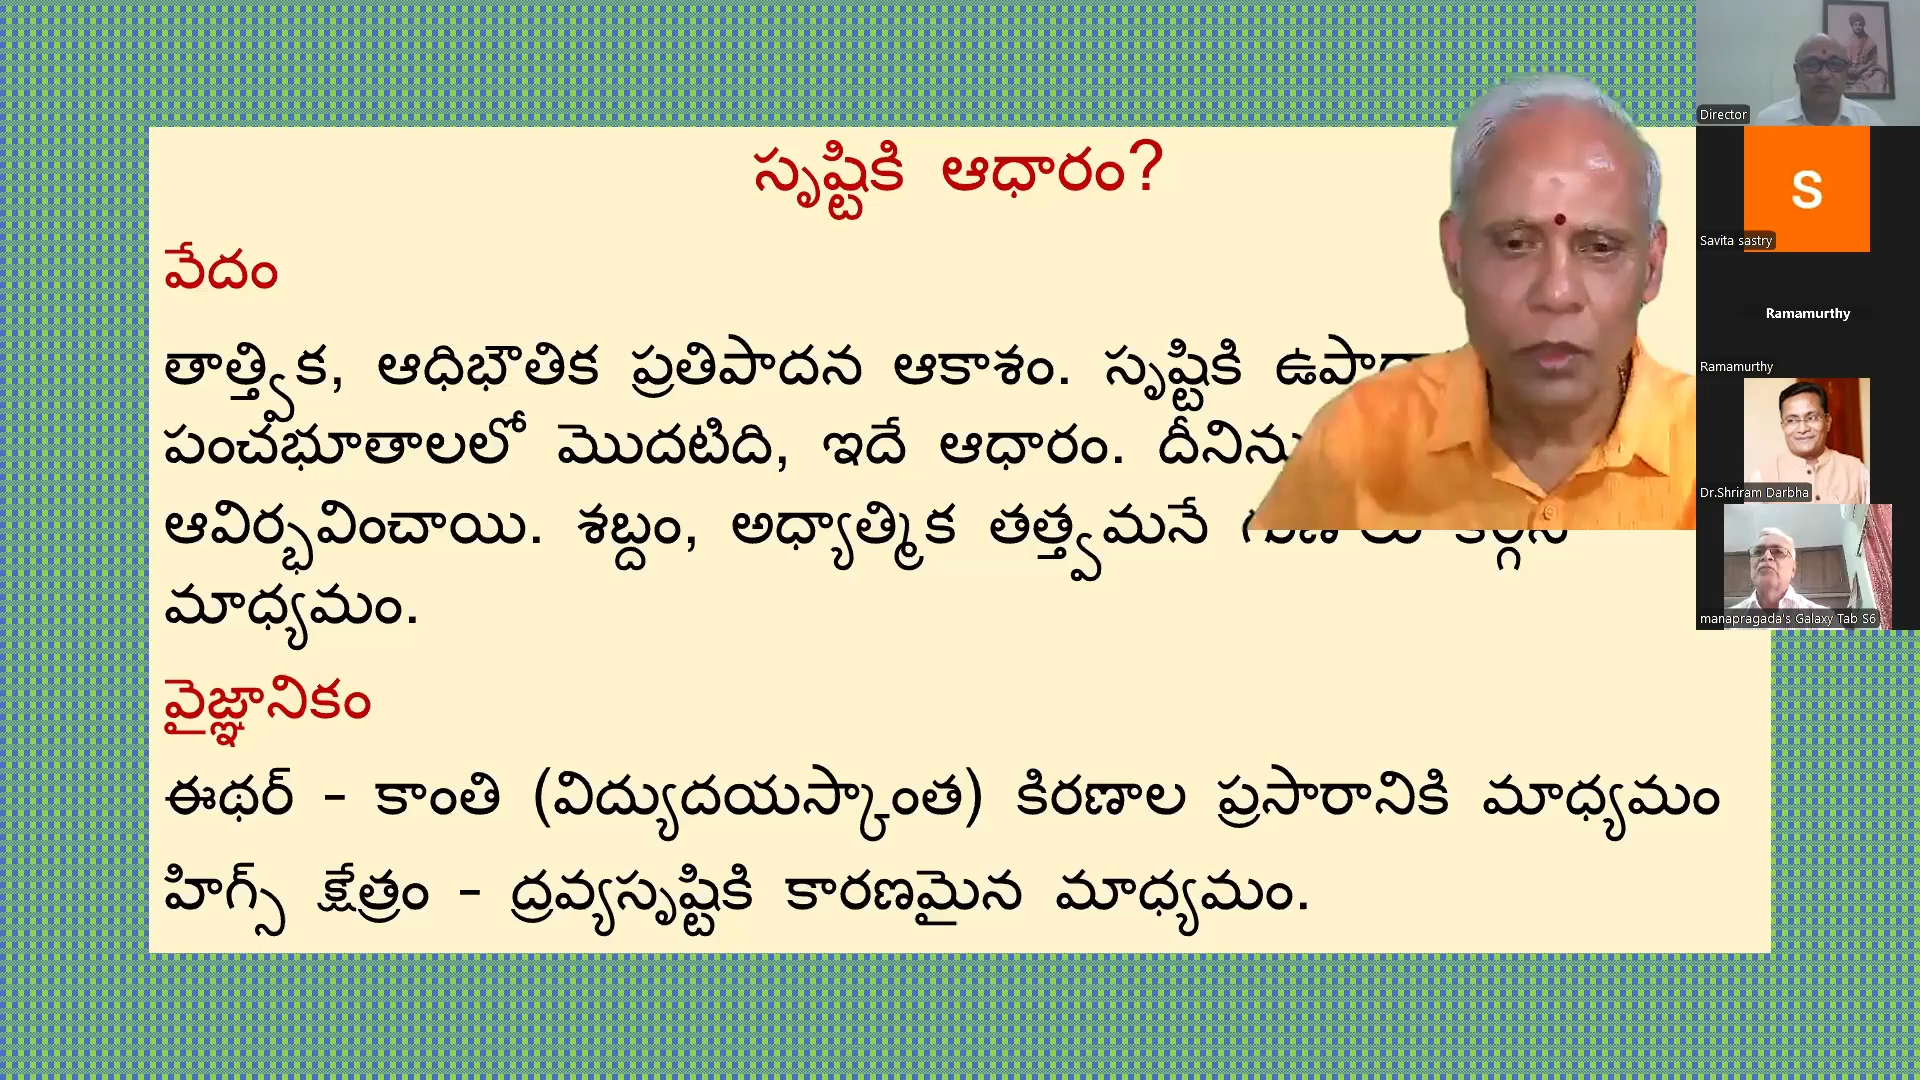 సృష్టికి ఆధారం?
వేదం
తాత్త్విక, ఆధిభౌతిక ప్రతిపాదన ఆకాశం. సృష్టికి
పంచభూతాలలో మొదటిది, ఇదే ఆధారం.
ఆవిర్భవించాయి. శబ్దం, అధ్యాత్మిక తత్త్వమనే
మాధ్యమం.
వైజ్ఞానికం
ఈథర్ - కాంతి (విద్యుదయస్కాంత) కిరణాల ప్రసారానికి మాధ్యమం
హిగ్స్ క్షేత్రం - ద్రవ్యసృష్టికి కారణమైన మాధ్యమం.
Director
S
Savita sastry
Ramamurthy
Ramamurthy
Dr.Shriram Darbha
manapragada's Galaxy Tab S6